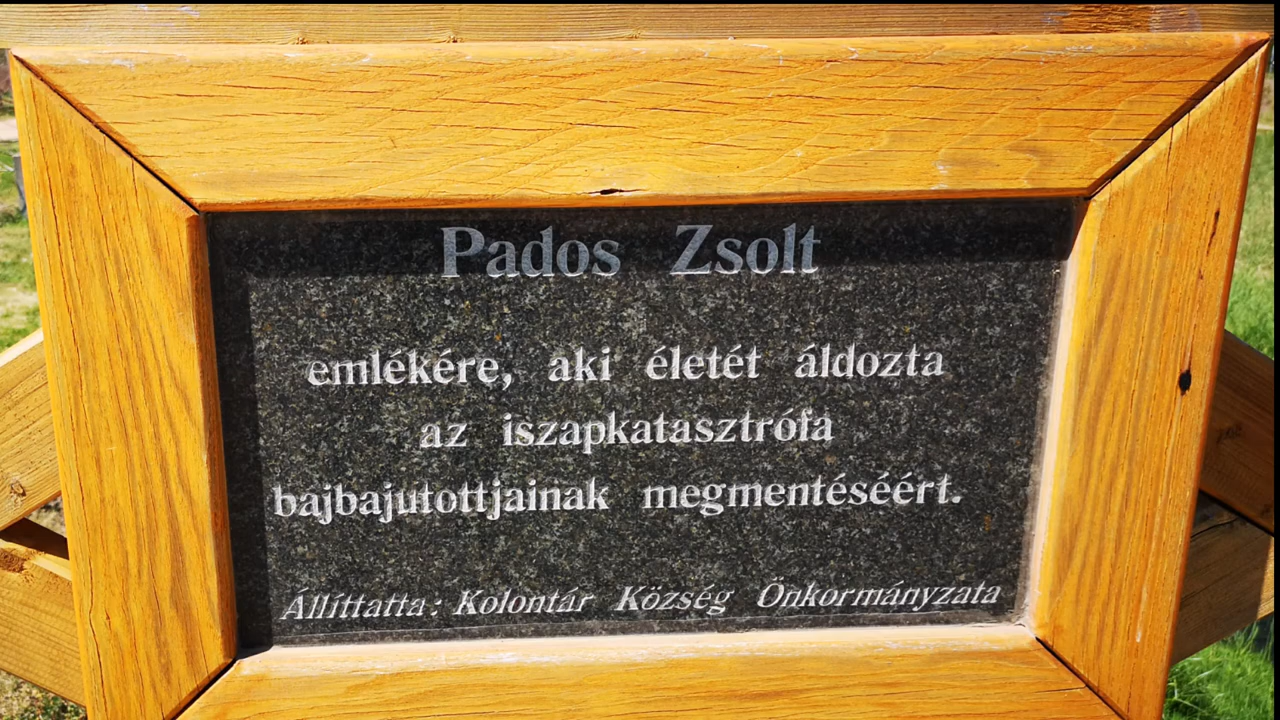 Pados Zsolt
emlékére, aki életét áldozta
az iszapkatasztrófa
bajbajutottjainak megmentéséért.
Állíttatta: Kolontár Község Önkormányzata